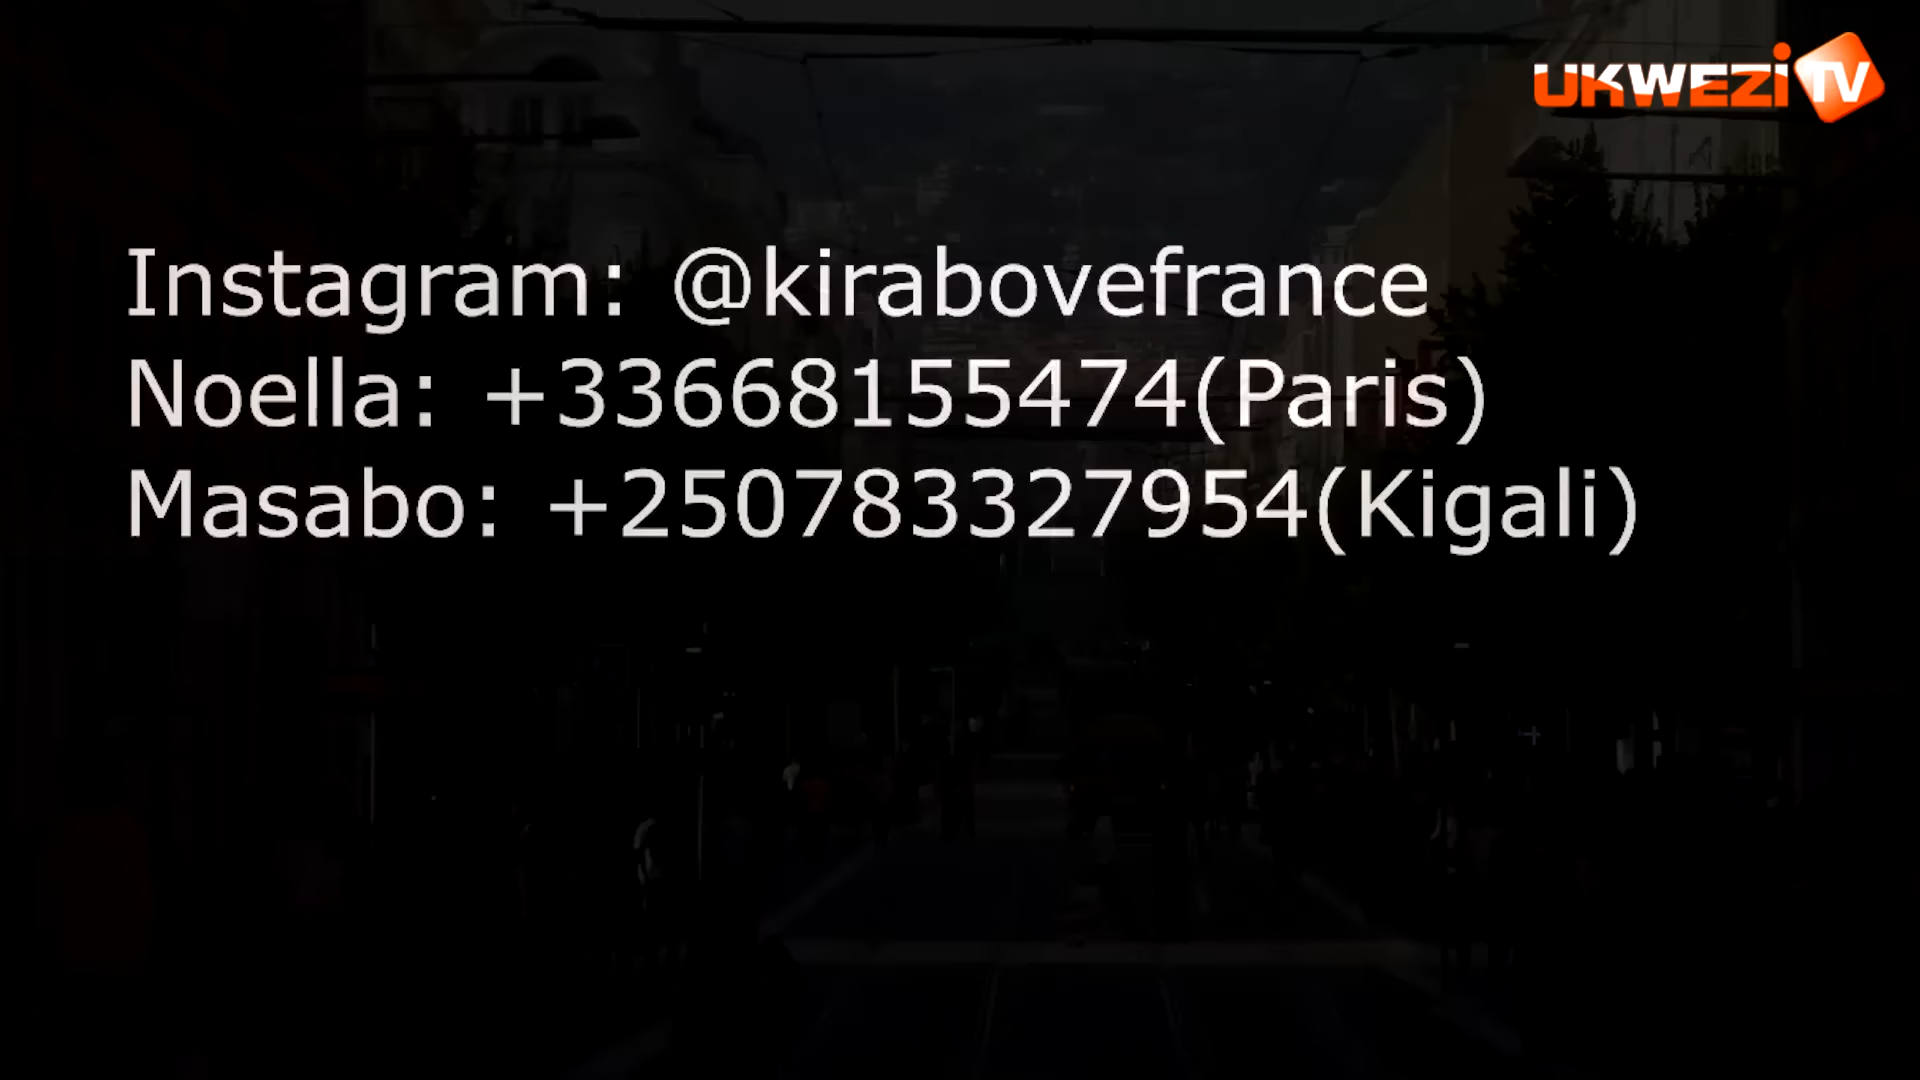 UKWEZI TV
Instagram: @kirabovefrance
Noella: +33668155474(Paris)
Masabo: +250783327954(Kigali)